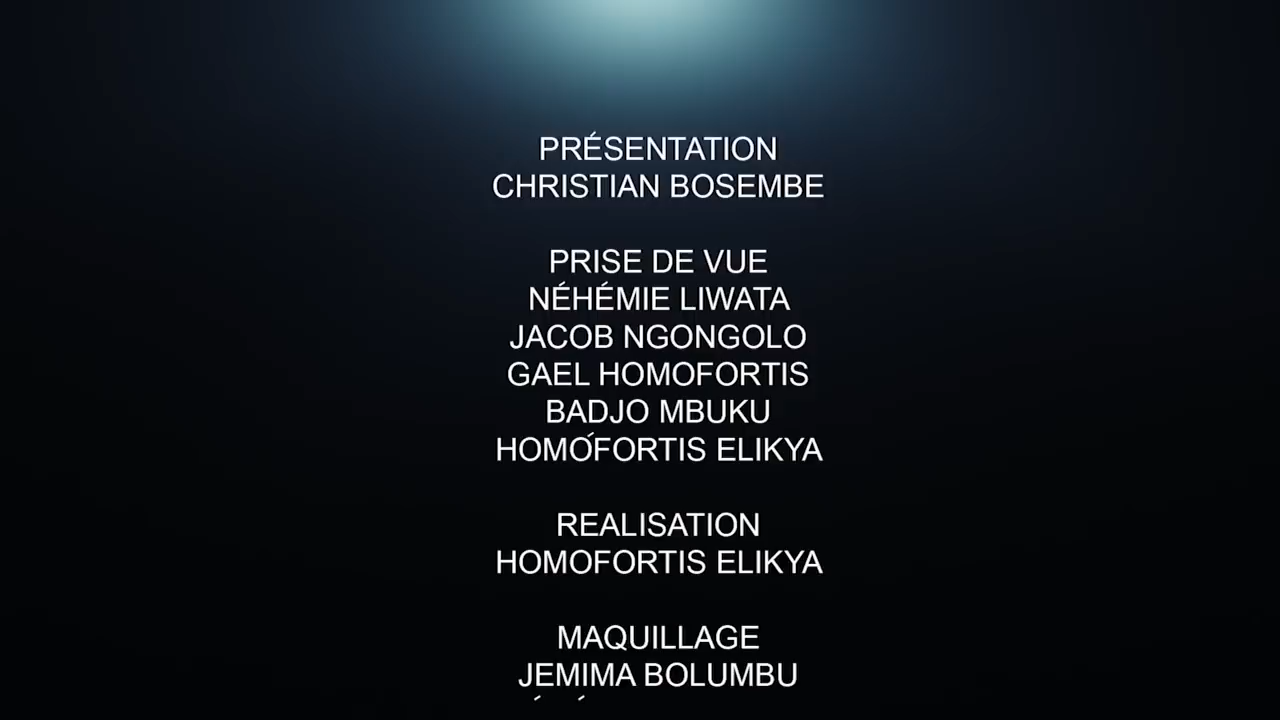 PRÉSENTATION
CHRISTIAN BOSEMBE
PRISE DE VUE
NÉHÉMIE LIWATA
JACOB NGONGOLO
GAEL HOMOFORTIS
BADJO MBUKU
HOMOFORTIS ELIKYA
REALISATION
HOMOFORTIS ELIKYA
MAQUILLAGE
JEMIMA BOLUMBU